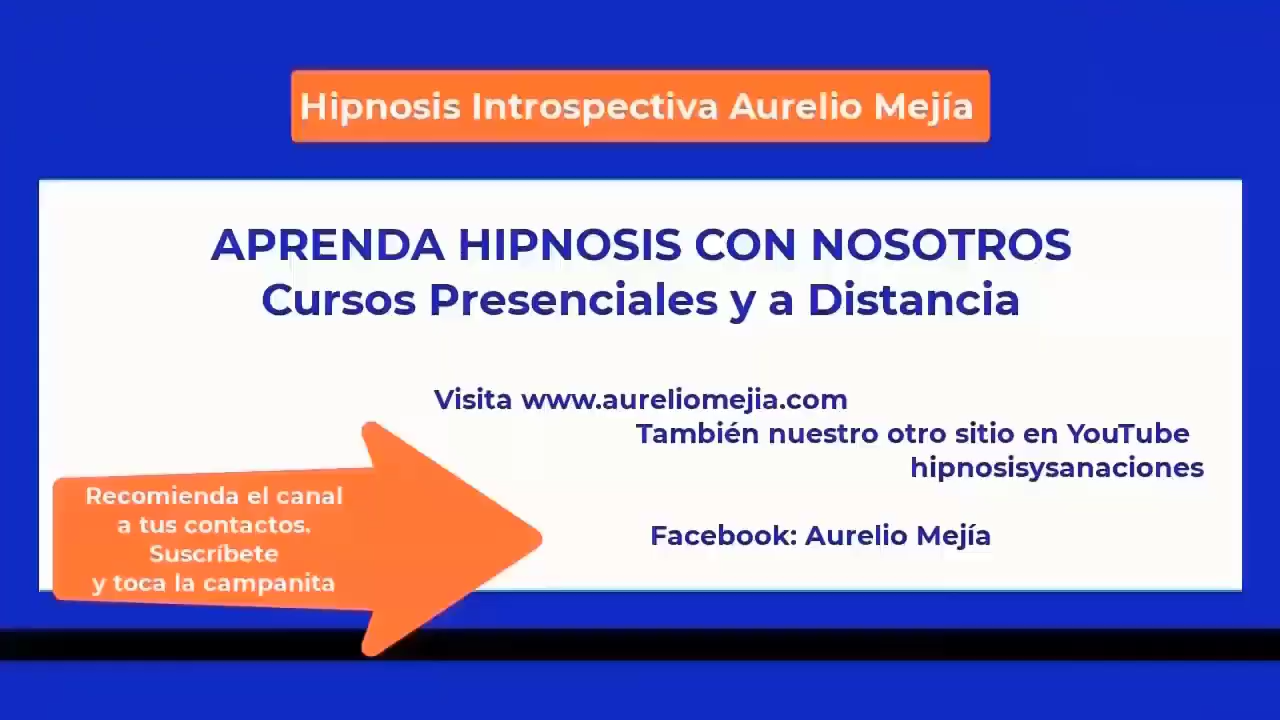 Hipnosis Introspectiva Aurelio Mejía
APRENDA HIPNOSIS CON NOSOTROS
Cursos Presenciales y a Distancia
Visita www.aureliomejia.com
También nuestro otro sitio en YouTube
hipnosisysanaciones
Facebook: Aurelio Mejía
Recomienda el canal
a tus contactos.
Suscríbete
y toca la campanita